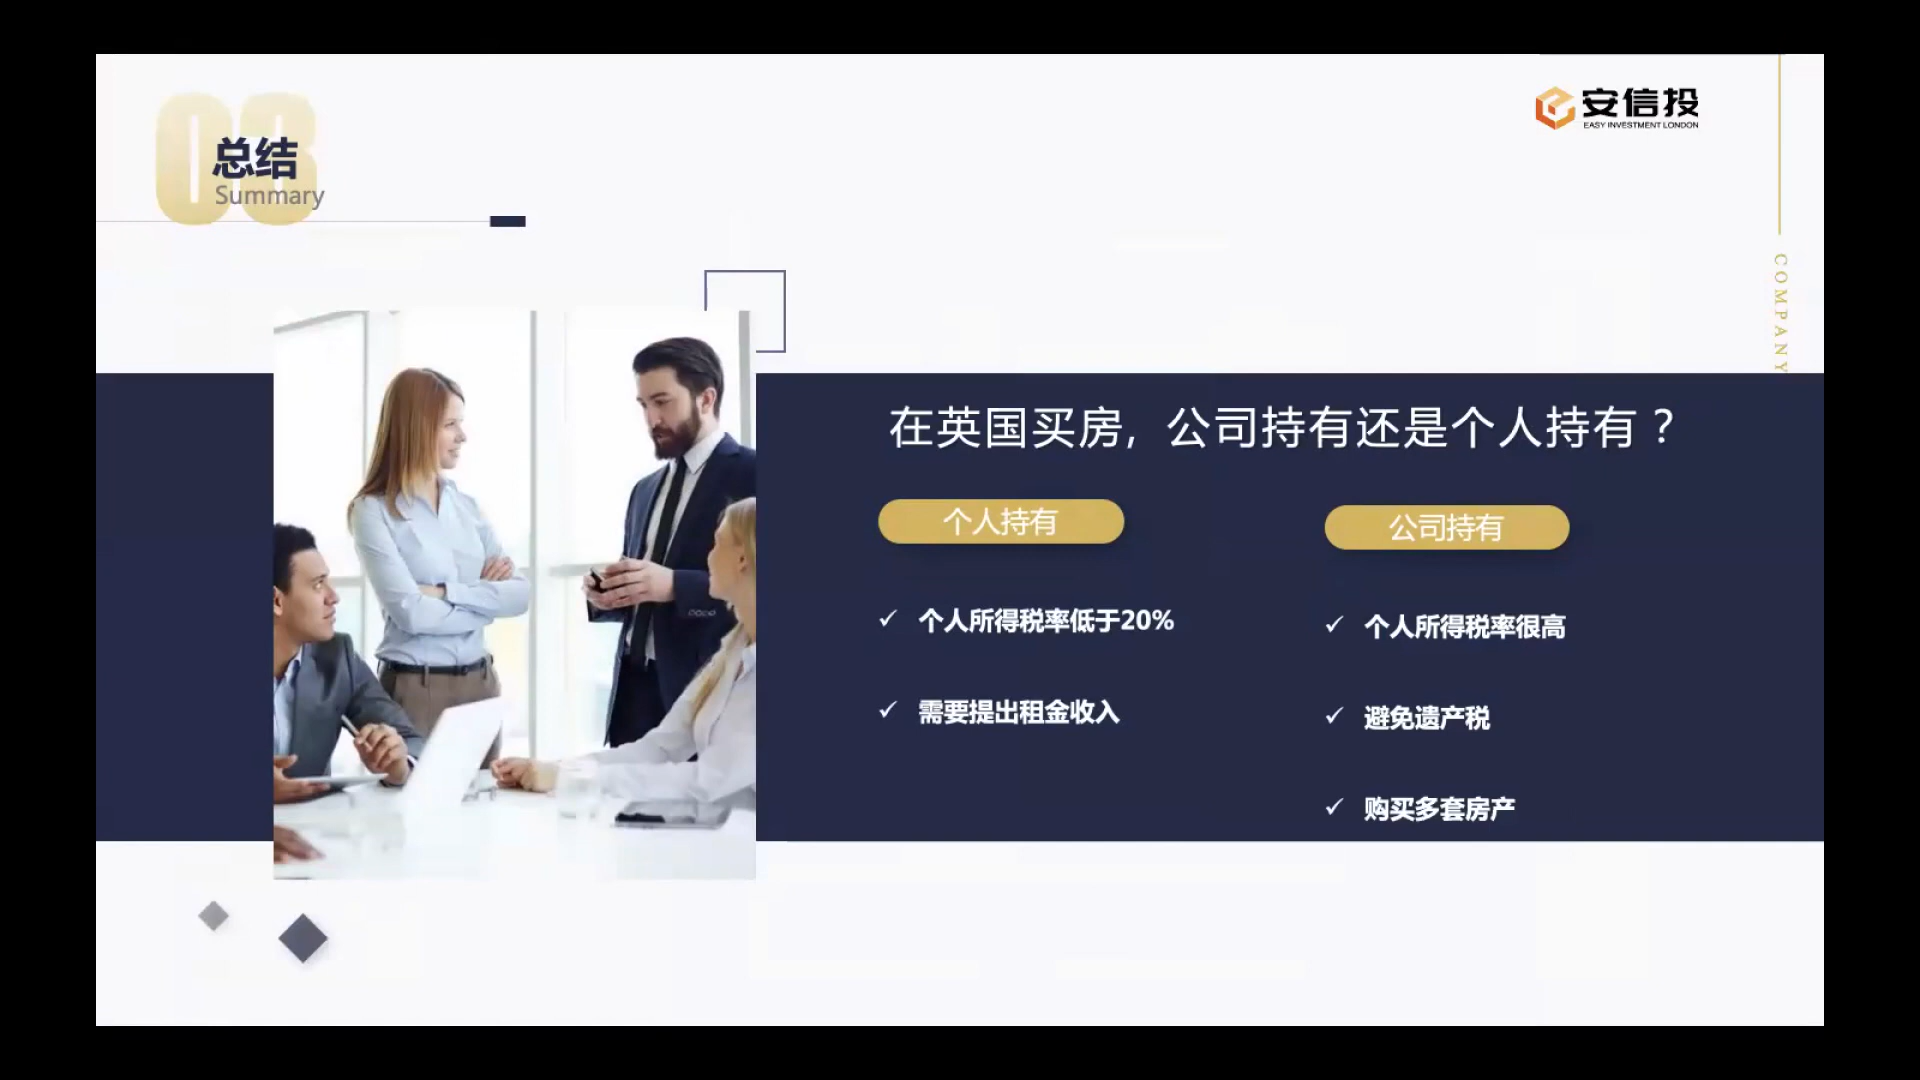 03
总结
Summary
安信投
EASY INVESTMENT LONDON
COMPANY
在英国买房，公司持有还是个人持有？
个人持有
个人所得税率低于20%
需要提出租金收入
公司持有
个人所得税率很高
避免遗产税
购买多套房产